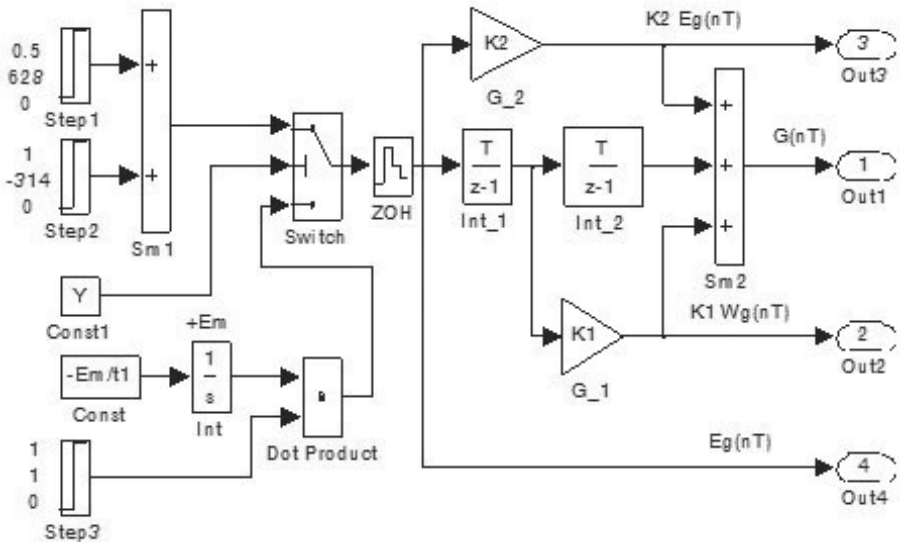 0.5
628
0
Step1
+
+
Sm1
1
-314
0
Step2
Y
Const1
-Em/t1
Const
+Em
1
s
Int
Dot Product
1
1
0
Step3
Switch
ZOH
K2
G_2
K2 Eg(nT)
3
Out3
T
z-1
Int_1
T
z-1
Int_2
+
+
+
Sm2
G(nT)
1
Out1
K1
G_1
K1 Wg(nT)
2
Out2
Eg(nT)
4
Out4